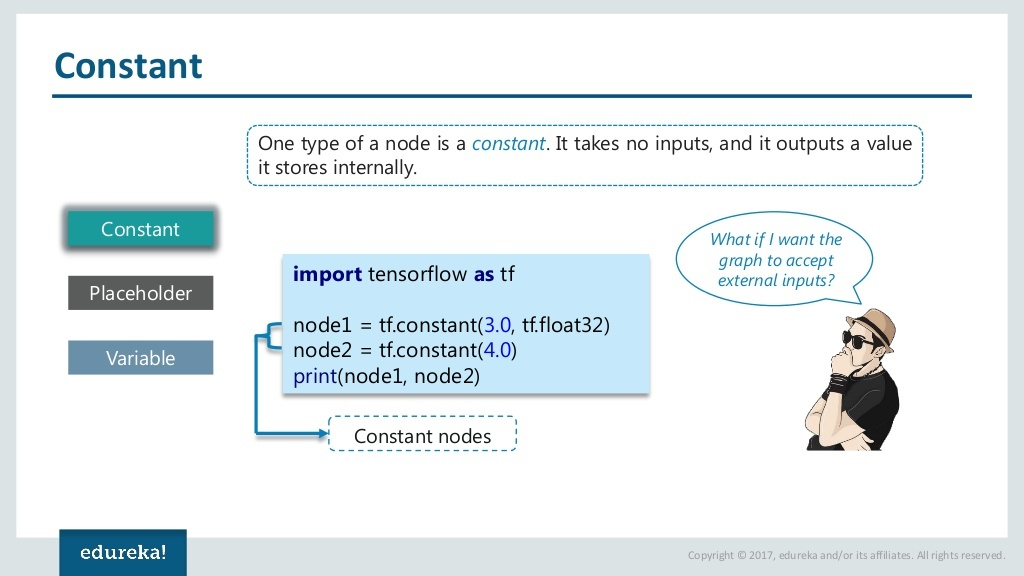 Constant
One type of a node is a constant. It takes no inputs, and it outputs a value
it stores internally.
Constant
Placeholder
Variable
import tensorflow as tf
node1 = tf.constant(3.0, tf.float32)
node2 = tf.constant(4.0)
print(node1, node2)
Constant nodes
What if I want the
graph to accept
external inputs?
edureka!
Copyright © 2017, edureka and/or its affiliates. All rights reserved.